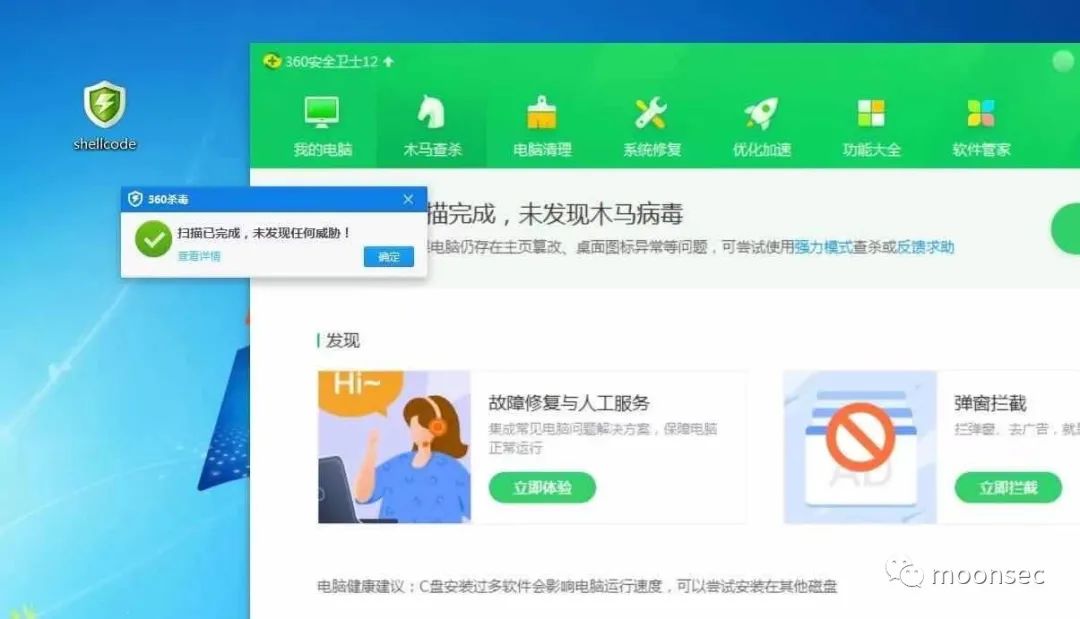 360安全卫士12
我的电脑
木马查杀
电脑清理
系统修复
优化加速
功能大全
软件管家
shellcode
360杀毒
扫描已完成，未发现任何威胁！
查看详情
确定
描完成，未发现木马病毒
电脑仍存在主页篡改、桌面图标异常等问题，可尝试使用强力模式查杀或反馈求助
发现
Hi~
故障修复与人工服务
集成常见电脑问题解决方案，保障电脑
正常运行
立即体验
AD
弹窗拦截
拦弹窗、去广告，就是
立即拦截
电脑健康建议：C盘安装过多软件会影响电脑运行速度，可以尝试安装在其他磁盘
moonsec